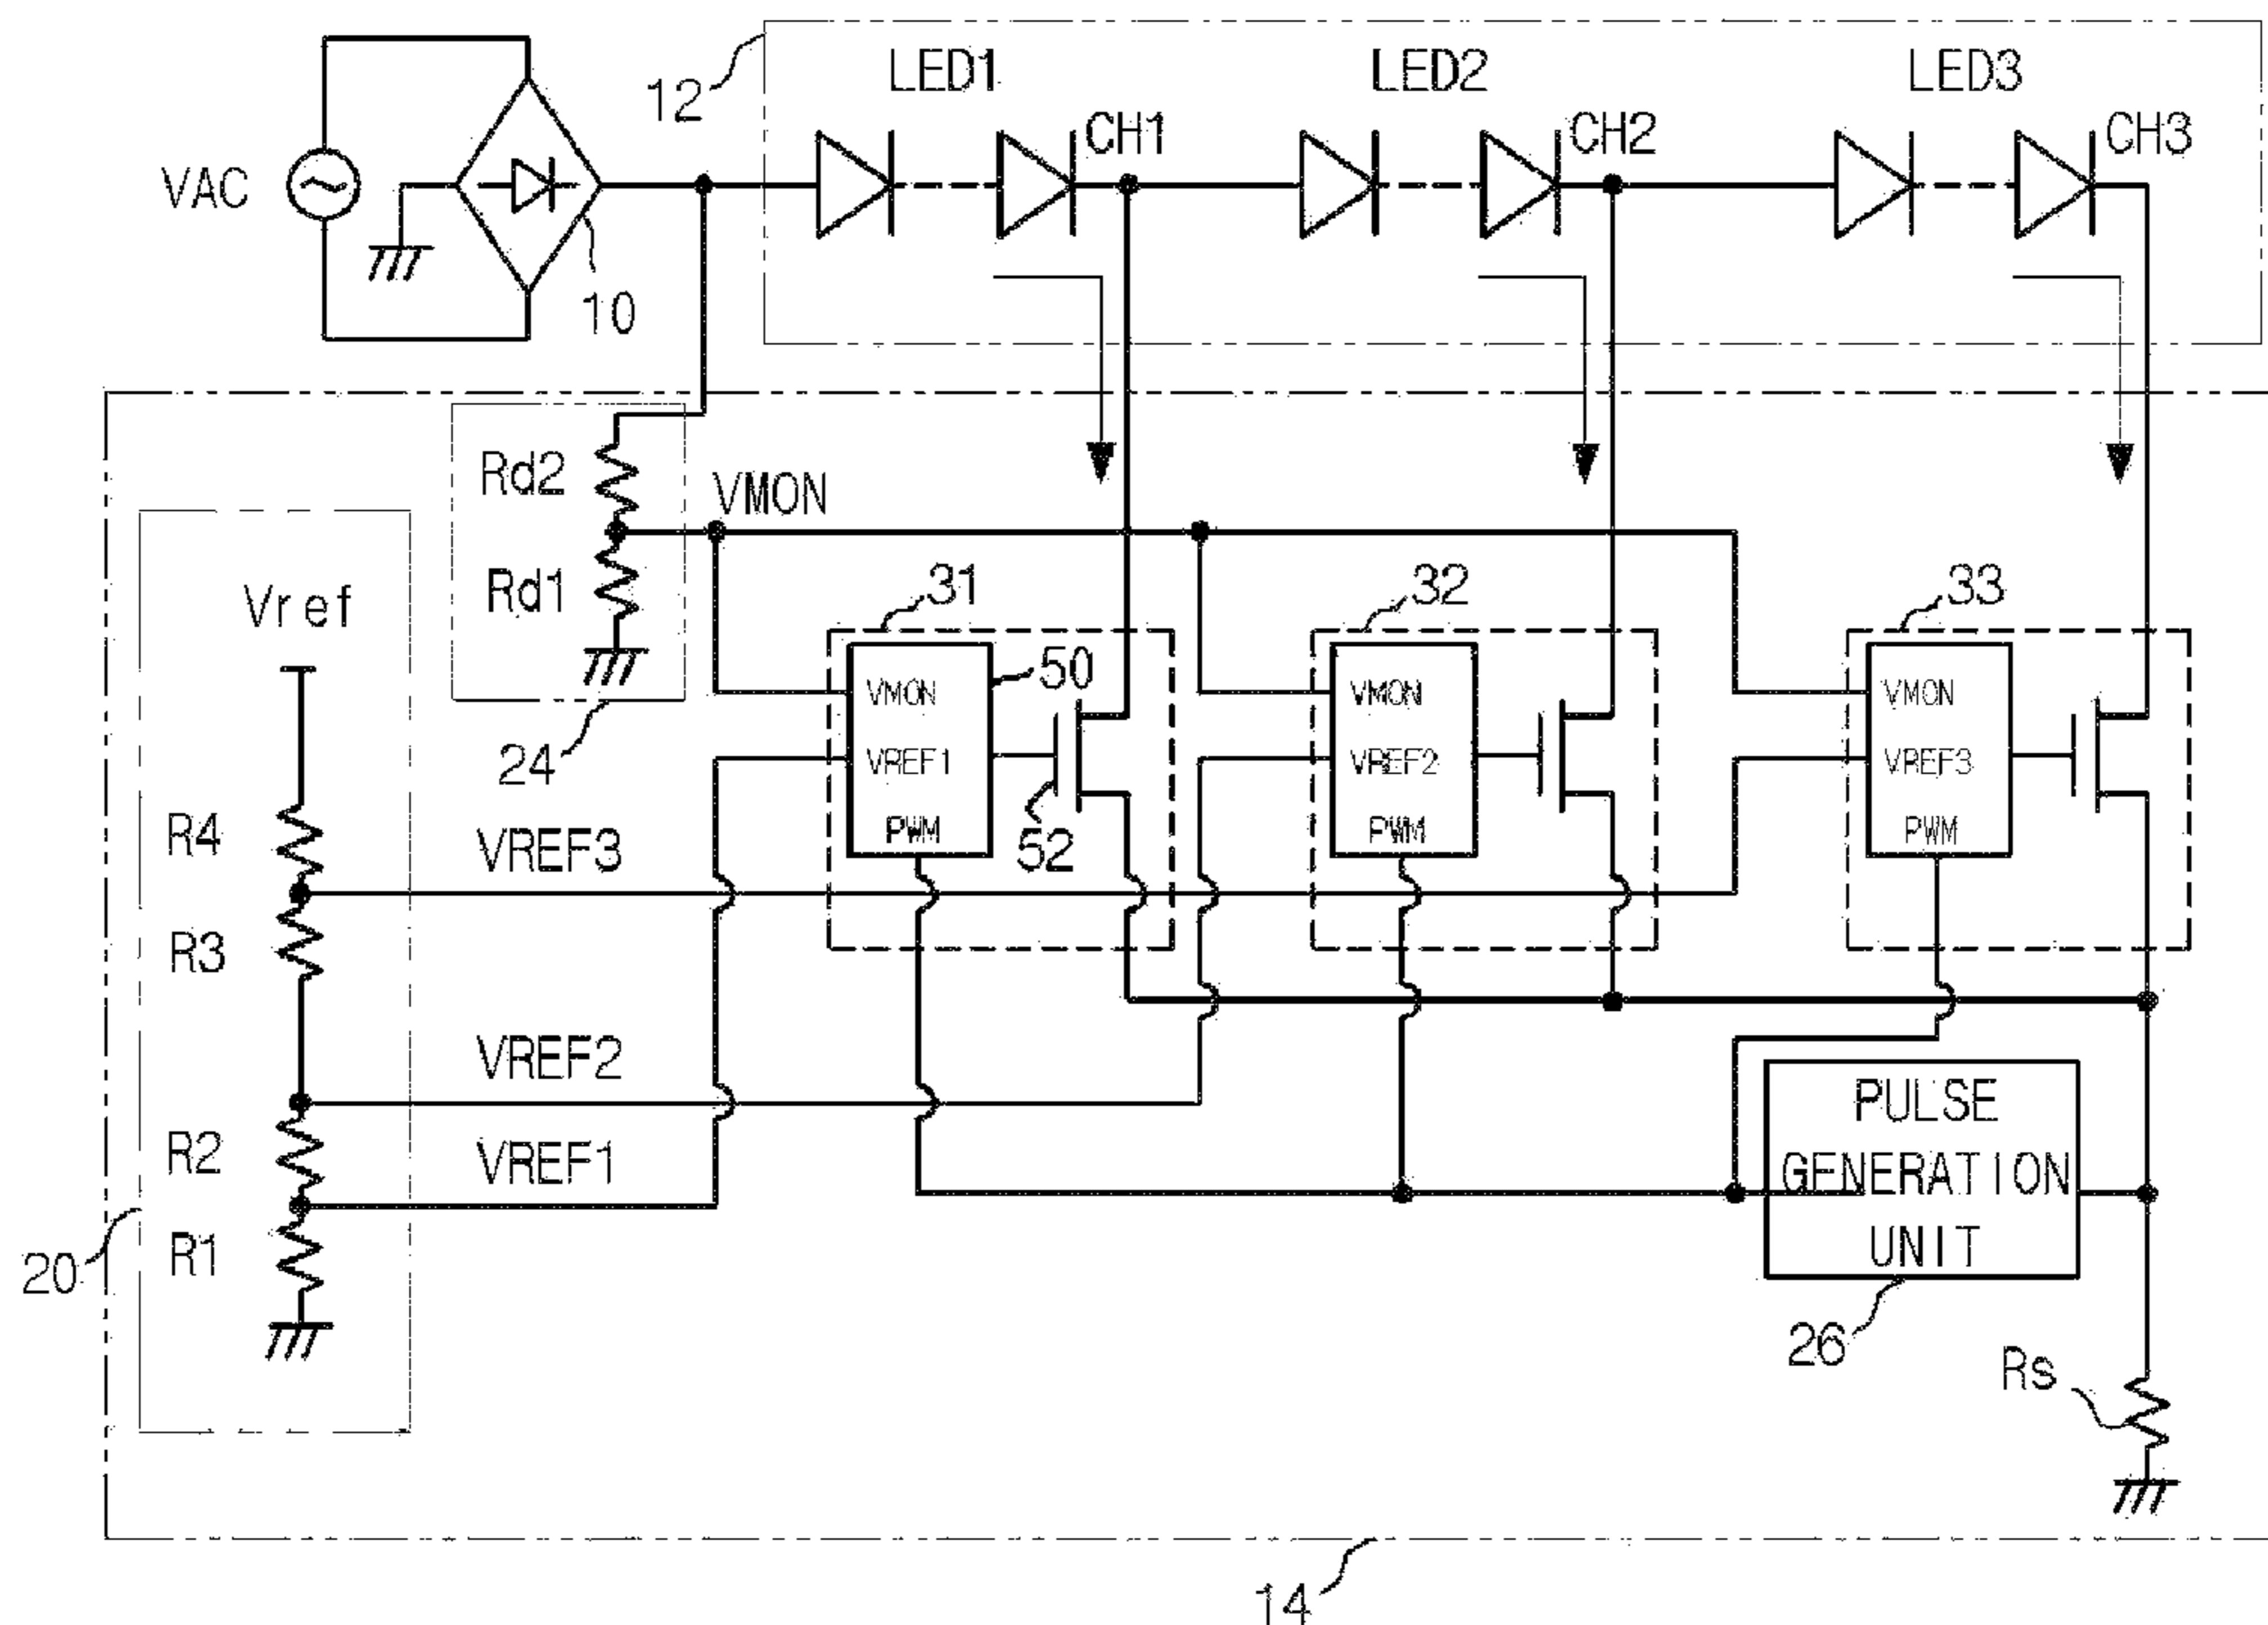 12
LED1
LED2
LED3
CH1
CH2
CH3
VAC
10
Rd2
VMON
Rd1
31
32
33
Vref
50
VMON
VMON
VMON
24
VREF1
VREF2
VREF3
R4
VREF3
PWM
52
PWM
PWM
R3
VREF2
PULSE
GENERATION
UNIT
R2
VREF1
R1
20
26
Rs
14